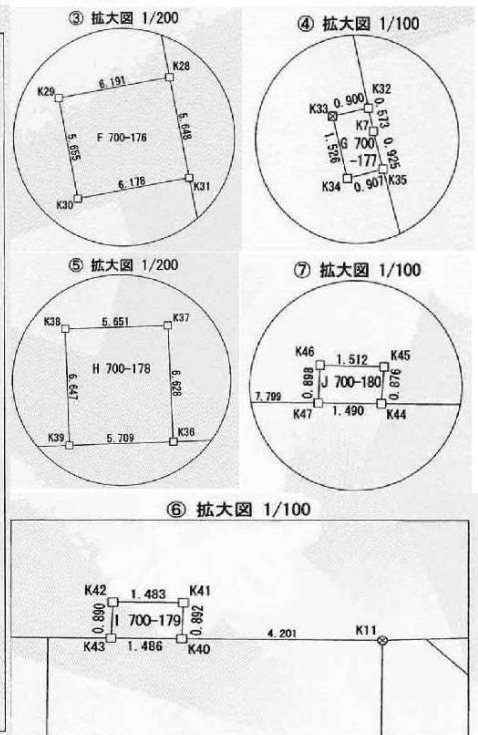 ③ 拡大図 1/200
K29
6.191
K28
5.655
F 700-176
5.648
K30
6.178
K31
④ 拡大図 1/100
K33
0.900
K32
0.573
K7
1.526
G 700
-177
0.925
K34
0.907
K35
⑤ 拡大図 1/200
K38
5.651
K37
6.647
H 700-178
6.628
K39
5.709
K36
⑦ 拡大図 1/100
K46
1.512
K45
0.898
J 700-180
0.876
7.799
K47
1.490
K44
⑥ 拡大図 1/100
K42
1.483
K41
0.890
I 700-179
0.892
K43
1.486
K40
4.201
K11